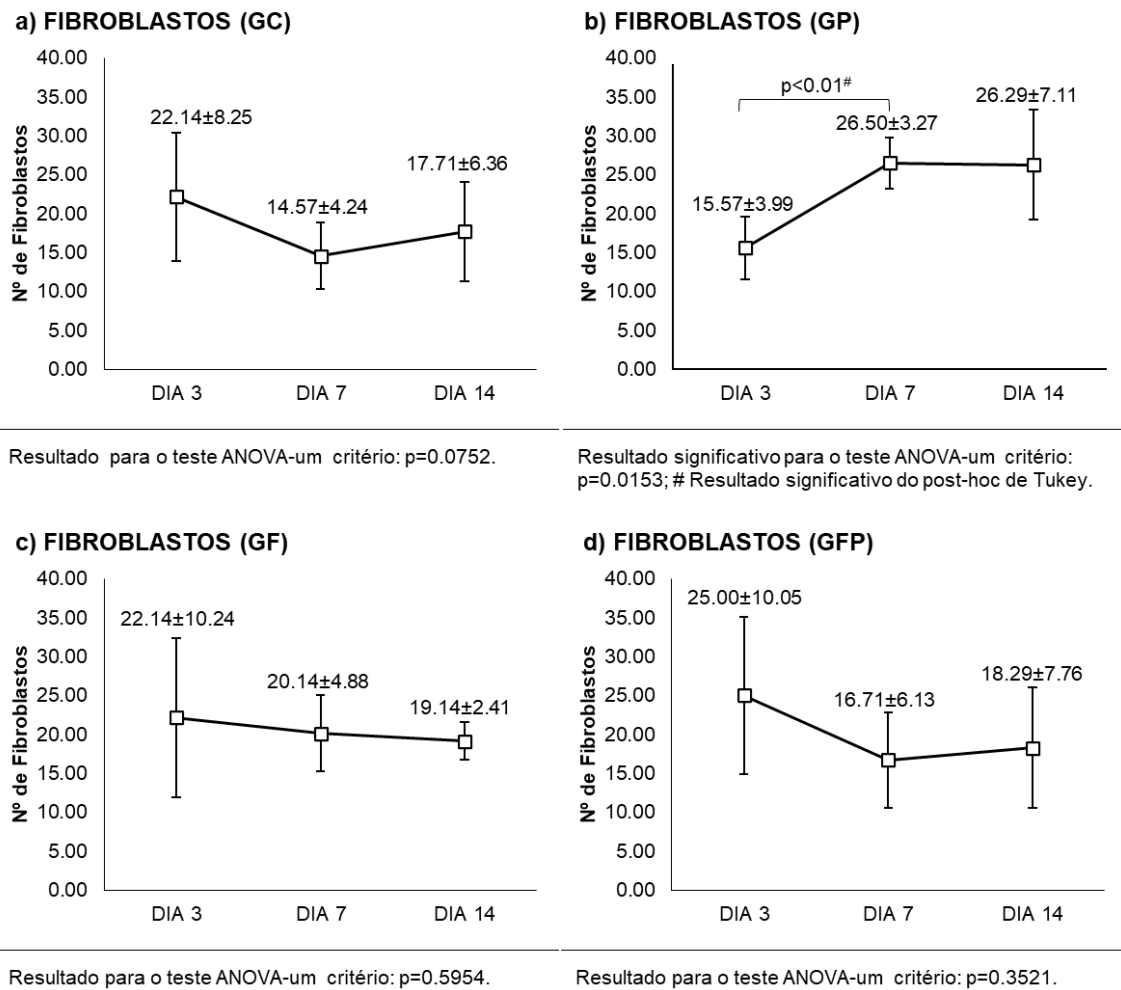 a) FIBROBLASTOS (GC)
Nº de Fibroblastos
40.00
35.00
30.00
25.00
20.00
15.00
10.00
5.00
0.00
22.14±8.25
14.57±4.24
17.71±6.36
DIA 3 DIA 7 DIA 14
Resultado para o teste ANOVA-um critério: p=0.0752.
b) FIBROBLASTOS (GP)
Nº de Fibroblastos
40.00
35.00
30.00
25.00
20.00
15.00
10.00
5.00
0.00
p<0.01#
15.57±3.99
26.50±3.27
26.29±7.11
DIA 3 DIA 7 DIA 14
Resultado significativo para o teste ANOVA-um critério:
p=0.0153; # Resultado significativo do post-hoc de Tukey.
c) FIBROBLASTOS (GF)
Nº de Fibroblastos
40.00
35.00
30.00
25.00
20.00
15.00
10.00
5.00
0.00
22.14±10.24
20.14±4.88
19.14±2.41
DIA 3 DIA 7 DIA 14
Resultado para o teste ANOVA-um critério: p=0.5954.
d) FIBROBLASTOS (GFP)
Nº de Fibroblastos
40.00
35.00
30.00
25.00
20.00
15.00
10.00
5.00
0.00
25.00±10.05
16.71±6.13
18.29±7.76
DIA 3 DIA 7 DIA 14
Resultado para o teste ANOVA-um critério: p=0.3521.